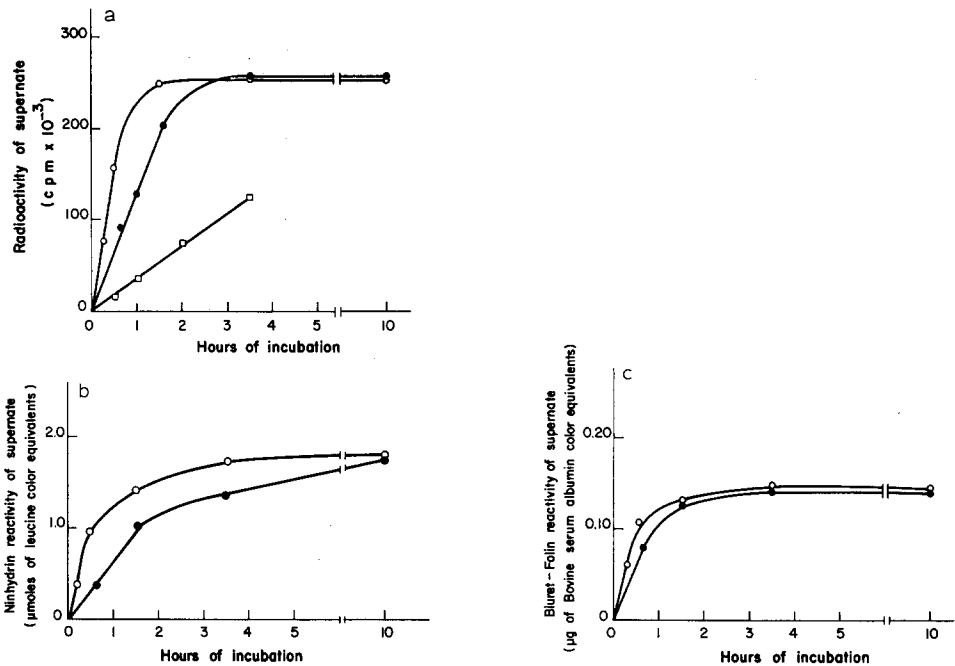 a
300
200
100
0
Radioactivity of supernate
(cpm x 10⁻³)
0 1 2 3 4 5 10
Hours of incubation
b
2.0
1.0
0
Ninhydrin reactivity of supernate
(μmoles of leucine color equivalents)
0 1 2 3 4 5 10
Hours of incubation
c
0.20
0.10
0
Biuret-Folin reactivity of supernate
(μg of Bovine serum albumin color equivalents)
0 1 2 3 4 5 10
Hours of incubation